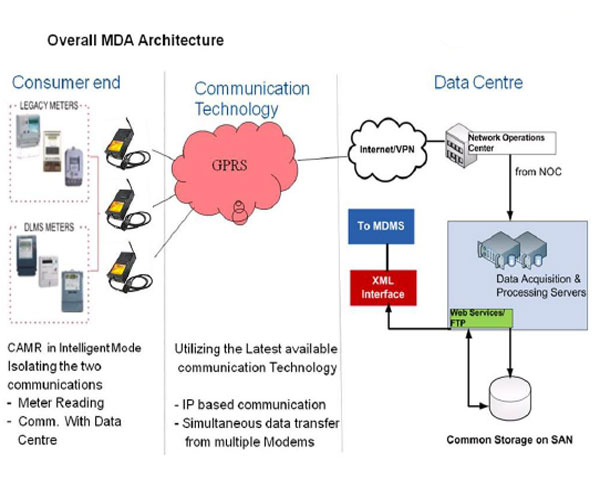 Overall MDA Architecture
Consumer end
LEGACY METERS
DLMS METERS
CAMR in Intelligent Mode
Isolating the two
communications
- Meter Reading
- Comm. With Data
Centre
Communication
Technology
GPRS
Utilizing the Latest available
communication Technology
- IP based communication
- Simultaneous data transfer
from multiple Modems
Data Centre
Internet/VPN
Network Operations
Center
from NOC
To MDMS
XML
Interface
Data Acquisition &
Processing Servers
Web Services/
FTP
Common Storage on SAN